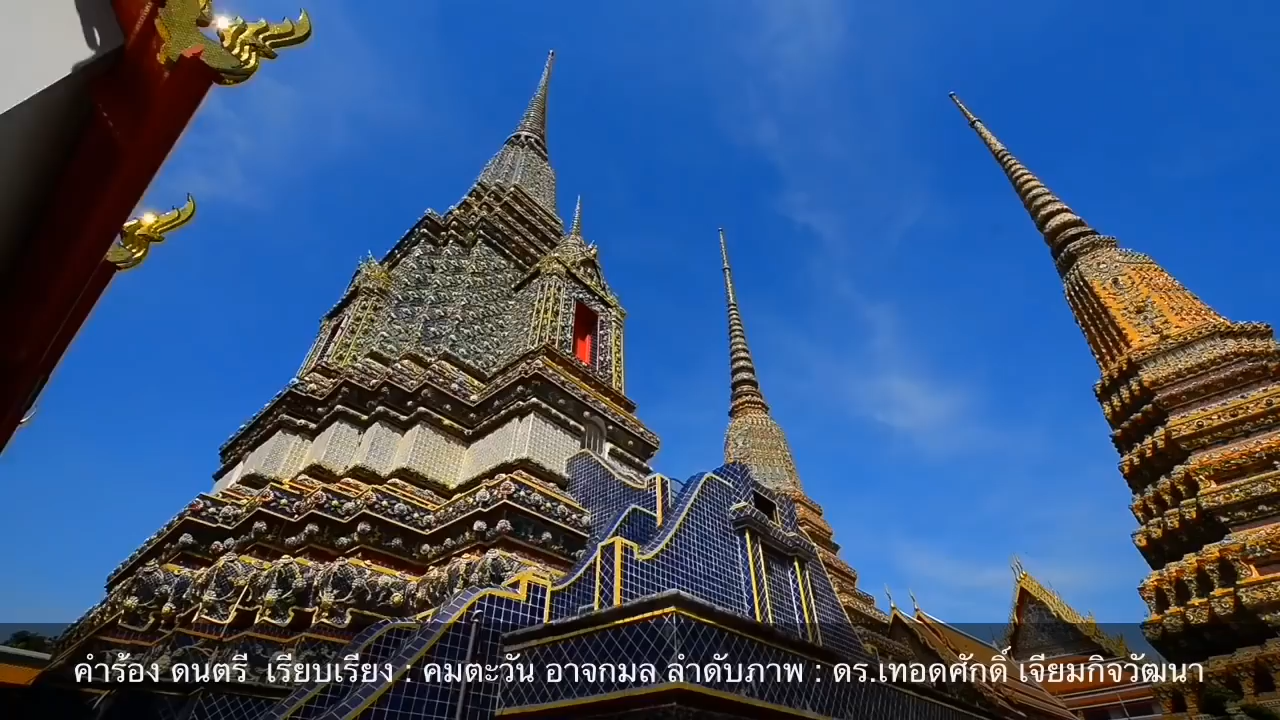 คำร้อง ดนตรี เรียบเรียง : คมตะวัน อาจกมล ลำดับภาพ : ดร.เทอดศักดิ์ เจียมกิจวัฒนา